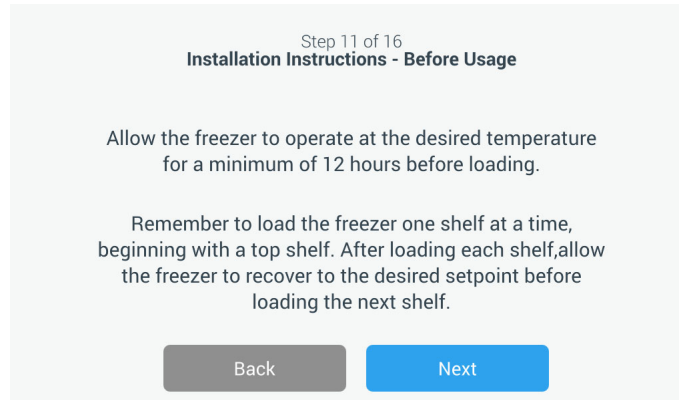 Step 11 of 16
Installation Instructions - Before Usage
Allow the freezer to operate at the desired temperature
for a minimum of 12 hours before loading.
Remember to load the freezer one shelf at a time,
beginning with a top shelf. After loading each shelf,allow
the freezer to recover to the desired setpoint before
loading the next shelf.
Back
Next